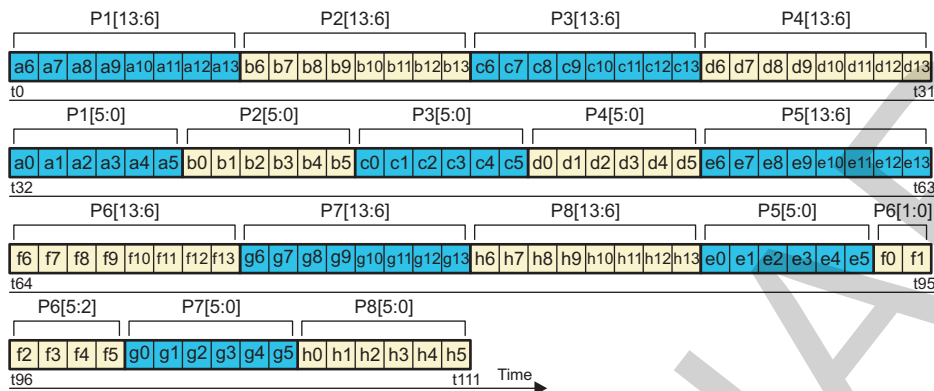 P1[13:6] P2[13:6] P3[13:6] P4[13:6]
a6 a7 a8 a9 a10 a11 a12 a13 b6 b7 b8 b9 b10 b11 b12 b13 c6 c7 c8 c9 c10 c11 c12 c13 d6 d7 d8 d9 d10 d11 d12 d13
t0 t31
P1[5:0] P2[5:0] P3[5:0] P4[5:0] P5[13:6]
a0 a1 a2 a3 a4 a5 b0 b1 b2 b3 b4 b5 c0 c1 c2 c3 c4 c5 d0 d1 d2 d3 d4 d5 e6 e7 e8 e9 e10 e11 e12 e13
t32 t63
P6[13:6] P7[13:6] P8[13:6] P5[5:0] P6[1:0]
f6 f7 f8 f9 f10 f11 f12 f13 g6 g7 g8 g9 g10 g11 g12 g13 h6 h7 h8 h9 h10 h11 h12 h13 e0 e1 e2 e3 e4 e5 f0 f1
t64 t95
P6[5:2] P7[5:0] P8[5:0]
f2 f3 f4 f5 g0 g1 g2 g3 g4 g5 h0 h1 h2 h3 h4 h5
t96 t111 Time